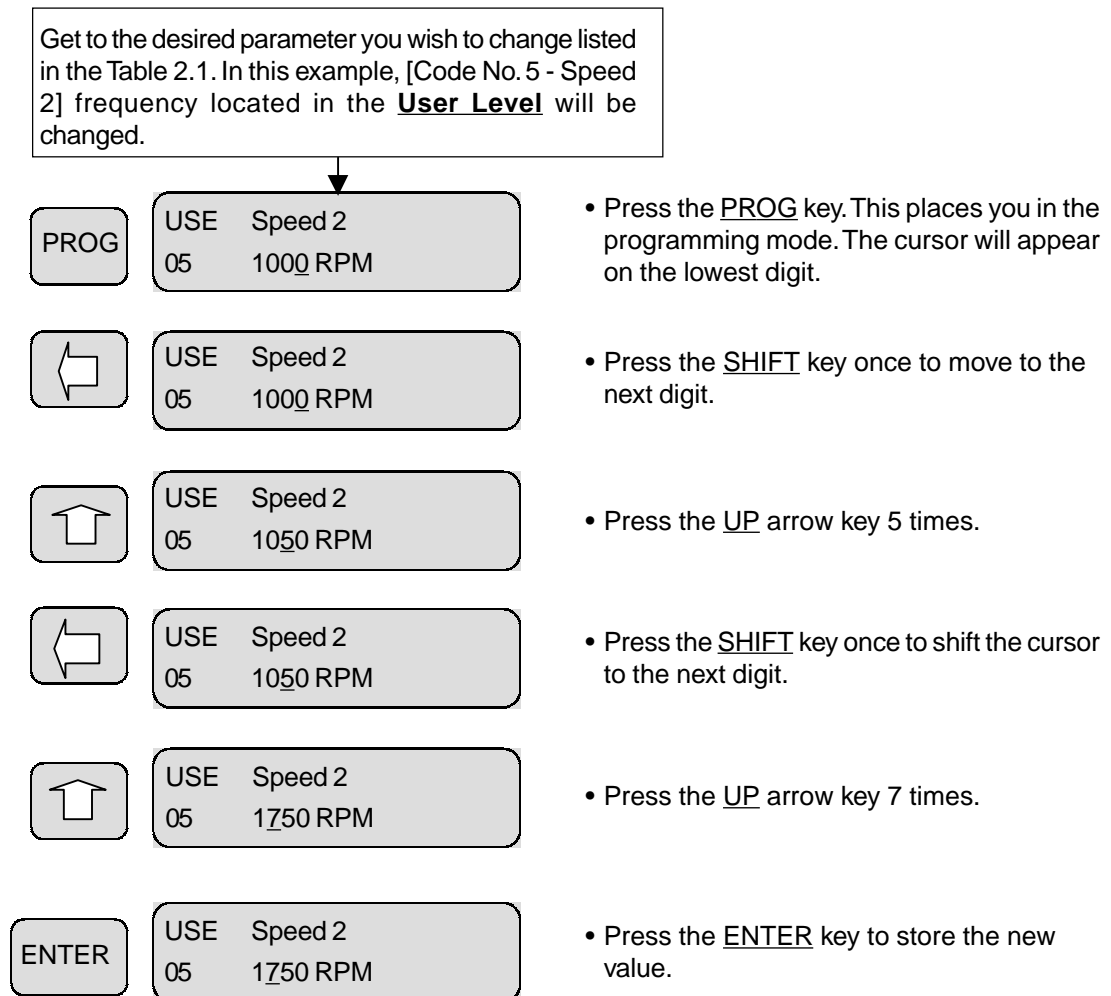 Get to the desired parameter you wish to change listed
in the Table 2.1. In this example, [Code No. 5 - Speed
2] frequency located in the User Level will be
changed.
PROG
USE Speed 2
05 1000 RPM
• Press the PROG key. This places you in the
programming mode. The cursor will appear
on the lowest digit.
USE Speed 2
05 1000 RPM
• Press the SHIFT key once to move to the
next digit.
USE Speed 2
05 1050 RPM
• Press the UP arrow key 5 times.
USE Speed 2
05 1050 RPM
• Press the SHIFT key once to shift the cursor
to the next digit.
USE Speed 2
05 1750 RPM
• Press the UP arrow key 7 times.
ENTER
USE Speed 2
05 1750 RPM
• Press the ENTER key to store the new
value.